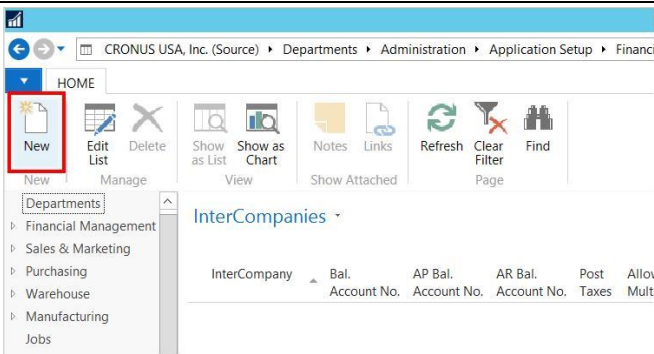 CRONUS USA, Inc. (Source) ▸ Departments ▸ Administration ▸ Application Setup ▸ Financi
HOME
New Edit List Delete Show as List Show as Chart Notes Links Refresh Clear Filter Find
New Manage View Show Attached Page
Departments
Financial Management
Sales & Marketing
Purchasing
Warehouse
Manufacturing
Jobs
InterCompanies
InterCompany Bal. Account No. AP Bal. Account No. AR Bal. Account No. Post Taxes Allow Mult